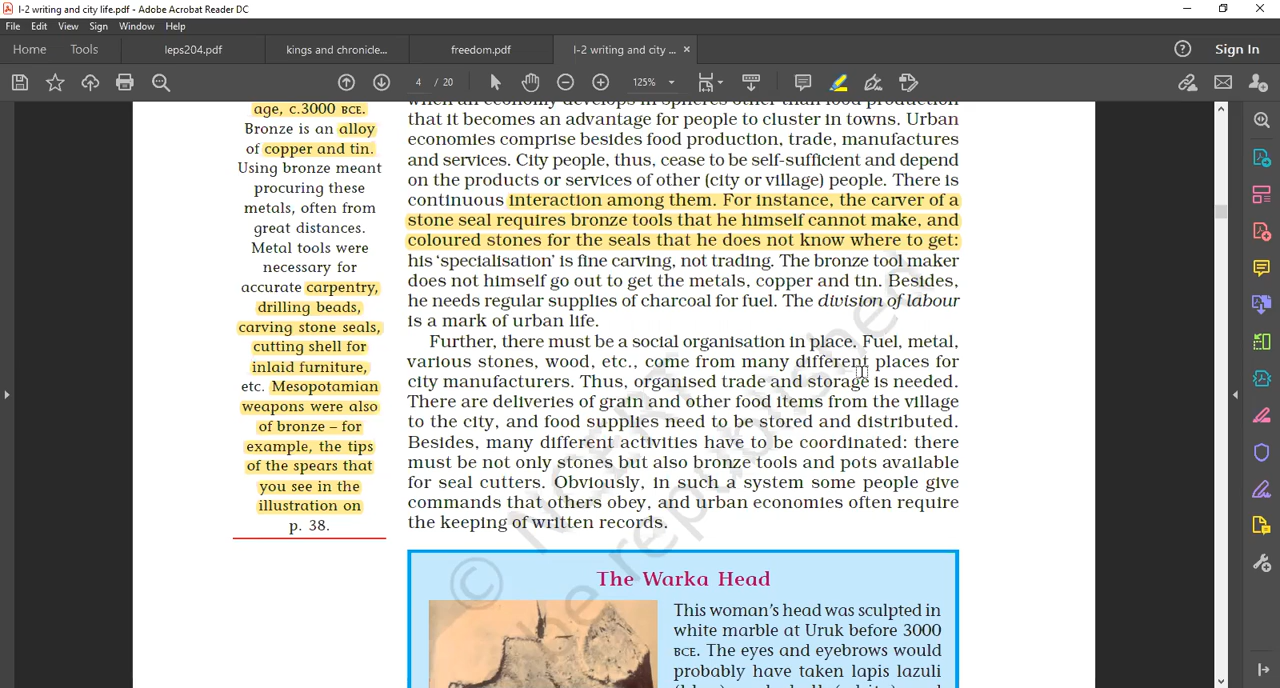 I-2 writing and city life.pdf - Adobe Acrobat Reader DC
File Edit View Sign Window Help
Home Tools leps204.pdf kings and chronicle... freedom.pdf I-2 writing and city ... × Sign In
4 / 20 125%
age, c.3000 BCE.
Bronze is an alloy
of copper and tin.
Using bronze meant
procuring these
metals, often from
great distances.
Metal tools were
necessary for
accurate carpentry,
drilling beads,
carving stone seals,
cutting shell for
inlaid furniture,
etc. Mesopotamian
weapons were also
of bronze – for
example, the tips
of the spears that
you see in the
illustration on
p. 38.
when an economy develops in spheres other than food production
that it becomes an advantage for people to cluster in towns. Urban
economies comprise besides food production, trade, manufactures
and services. City people, thus, cease to be self-sufficient and depend
on the products or services of other (city or village) people. There is
continuous interaction among them. For instance, the carver of a
stone seal requires bronze tools that he himself cannot make, and
coloured stones for the seals that he does not know where to get:
his ‘specialisation’ is fine carving, not trading. The bronze tool maker
does not himself go out to get the metals, copper and tin. Besides,
he needs regular supplies of charcoal for fuel. The division of labour
is a mark of urban life.
Further, there must be a social organisation in place. Fuel, metal,
various stones, wood, etc., come from many different places for
city manufacturers. Thus, organised trade and storage is needed.
There are deliveries of grain and other food items from the village
to the city, and food supplies need to be stored and distributed.
Besides, many different activities have to be coordinated: there
must be not only stones but also bronze tools and pots available
for seal cutters. Obviously, in such a system some people give
commands that others obey, and urban economies often require
the keeping of written records.
© NCERT
be republished
The Warka Head
This woman’s head was sculpted in
white marble at Uruk before 3000
BCE. The eyes and eyebrows would
probably have taken lapis lazuli